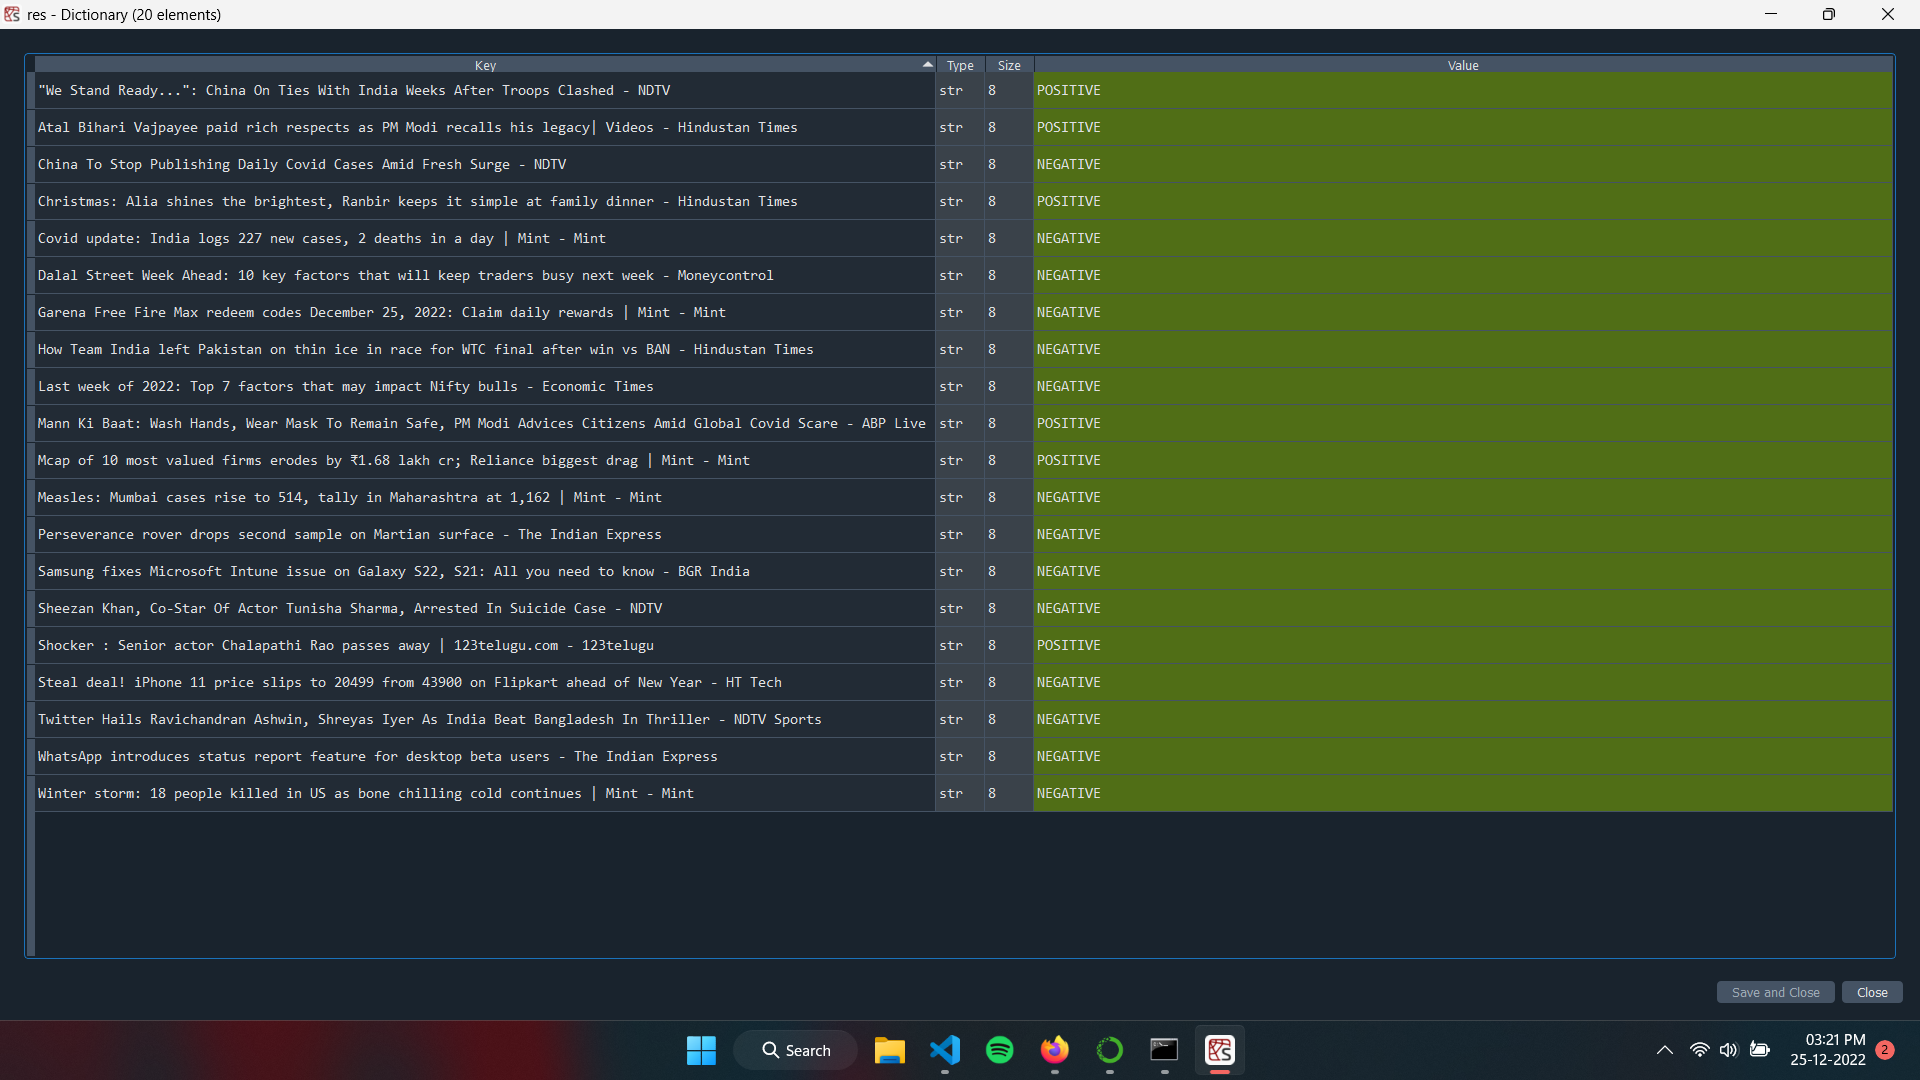 res - Dictionary (20 elements)
Key Type Size Value
"We Stand Ready...": China On Ties With India Weeks After Troops Clashed - NDTV str 8 POSITIVE
Atal Bihari Vajpayee paid rich respects as PM Modi recalls his legacy| Videos - Hindustan Times str 8 POSITIVE
China To Stop Publishing Daily Covid Cases Amid Fresh Surge - NDTV str 8 NEGATIVE
Christmas: Alia shines the brightest, Ranbir keeps it simple at family dinner - Hindustan Times str 8 POSITIVE
Covid update: India logs 227 new cases, 2 deaths in a day | Mint - Mint str 8 NEGATIVE
Dalal Street Week Ahead: 10 key factors that will keep traders busy next week - Moneycontrol str 8 NEGATIVE
Garena Free Fire Max redeem codes December 25, 2022: Claim daily rewards | Mint - Mint str 8 NEGATIVE
How Team India left Pakistan on thin ice in race for WTC final after win vs BAN - Hindustan Times str 8 NEGATIVE
Last week of 2022: Top 7 factors that may impact Nifty bulls - Economic Times str 8 NEGATIVE
Mann Ki Baat: Wash Hands, Wear Mask To Remain Safe, PM Modi Advices Citizens Amid Global Covid Scare - ABP Live str 8 POSITIVE
Mcap of 10 most valued firms erodes by ₹1.68 lakh cr; Reliance biggest drag | Mint - Mint str 8 POSITIVE
Measles: Mumbai cases rise to 514, tally in Maharashtra at 1,162 | Mint - Mint str 8 NEGATIVE
Perseverance rover drops second sample on Martian surface - The Indian Express str 8 NEGATIVE
Samsung fixes Microsoft Intune issue on Galaxy S22, S21: All you need to know - BGR India str 8 NEGATIVE
Sheezan Khan, Co-Star Of Actor Tunisha Sharma, Arrested In Suicide Case - NDTV str 8 NEGATIVE
Shocker : Senior actor Chalapathi Rao passes away | 123telugu.com - 123telugu str 8 POSITIVE
Steal deal! iPhone 11 price slips to 20499 from 43900 on Flipkart ahead of New Year - HT Tech str 8 NEGATIVE
Twitter Hails Ravichandran Ashwin, Shreyas Iyer As India Beat Bangladesh In Thriller - NDTV Sports str 8 NEGATIVE
WhatsApp introduces status report feature for desktop beta users - The Indian Express str 8 NEGATIVE
Winter storm: 18 people killed in US as bone chilling cold continues | Mint - Mint str 8 NEGATIVE
Save and Close Close
Search
03:21 PM
25-12-2022
2